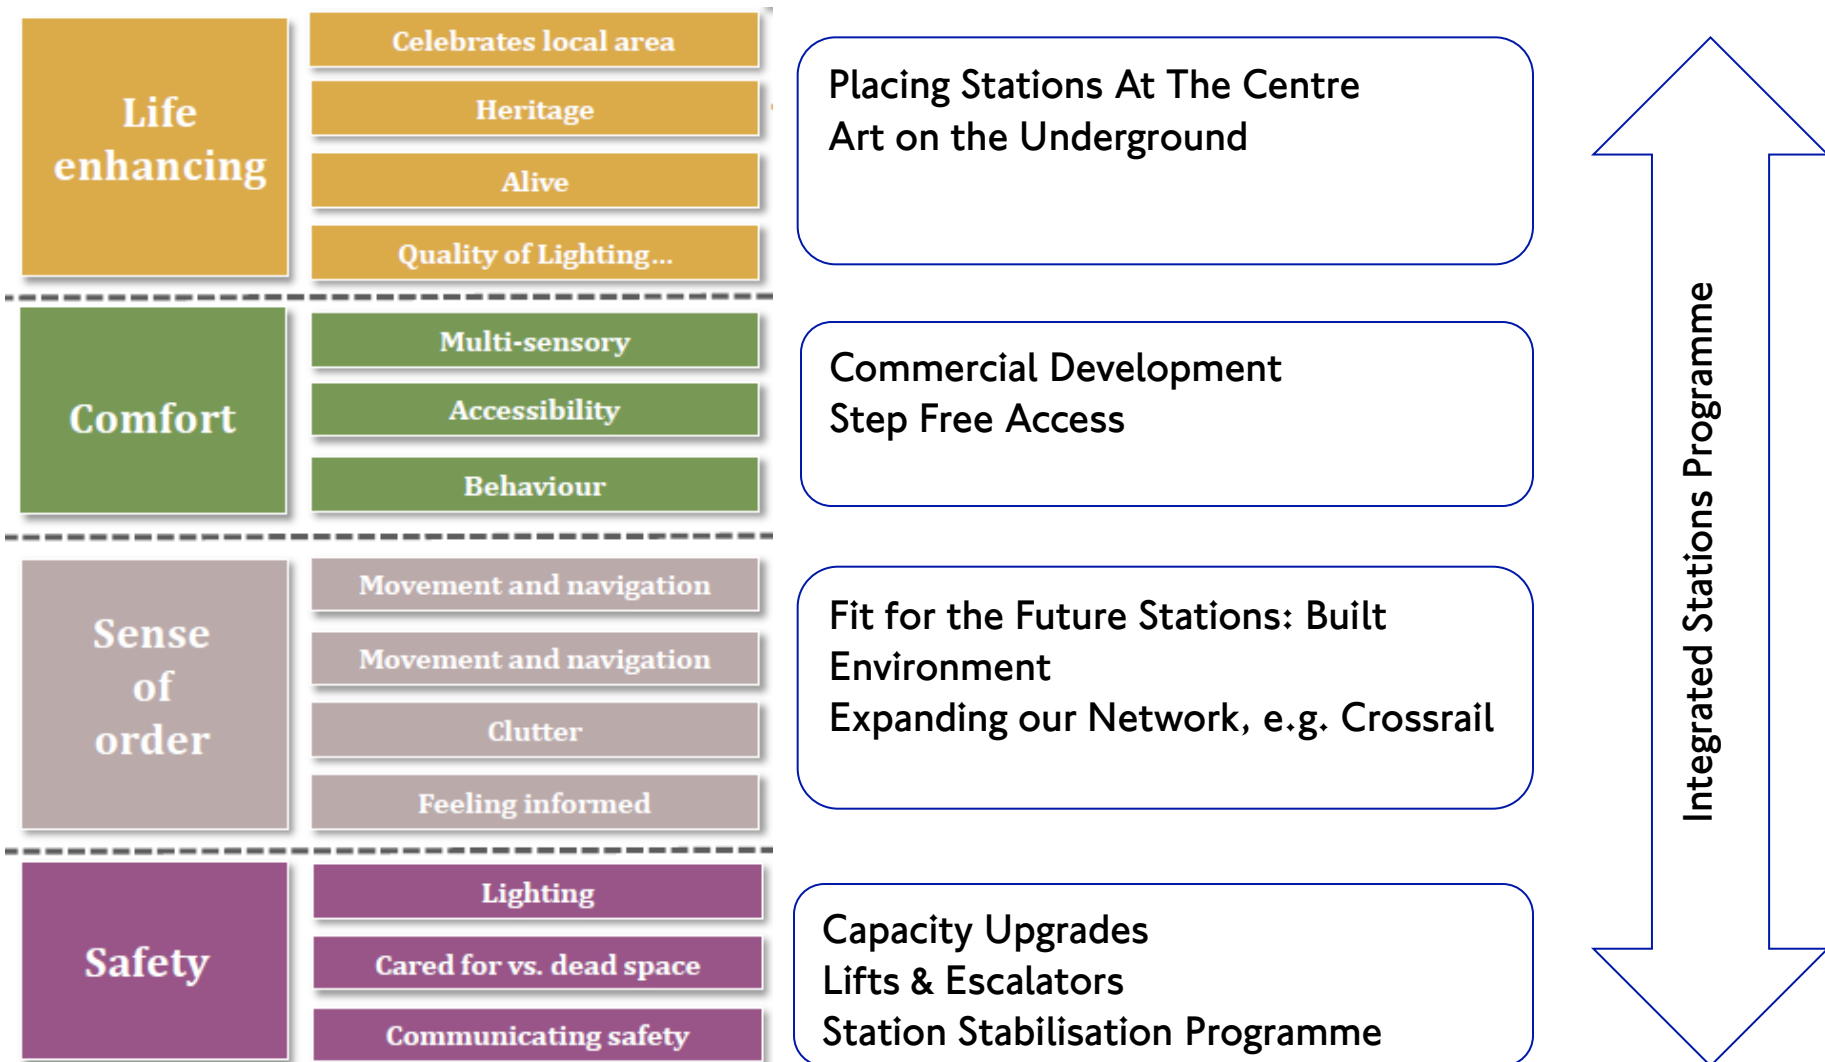 Life
enhancing
Celebrates local area
Heritage
Alive
Quality of Lighting...
Placing Stations At The Centre
Art on the Underground
Comfort
Multi-sensory
Accessibility
Behaviour
Commercial Development
Step Free Access
Sense
of
order
Movement and navigation
Movement and navigation
Clutter
Feeling informed
Fit for the Future Stations: Built
Environment
Expanding our Network, e.g. Crossrail
Safety
Lighting
Cared for vs. dead space
Communicating safety
Capacity Upgrades
Lifts & Escalators
Station Stabilisation Programme
Integrated Stations Programme